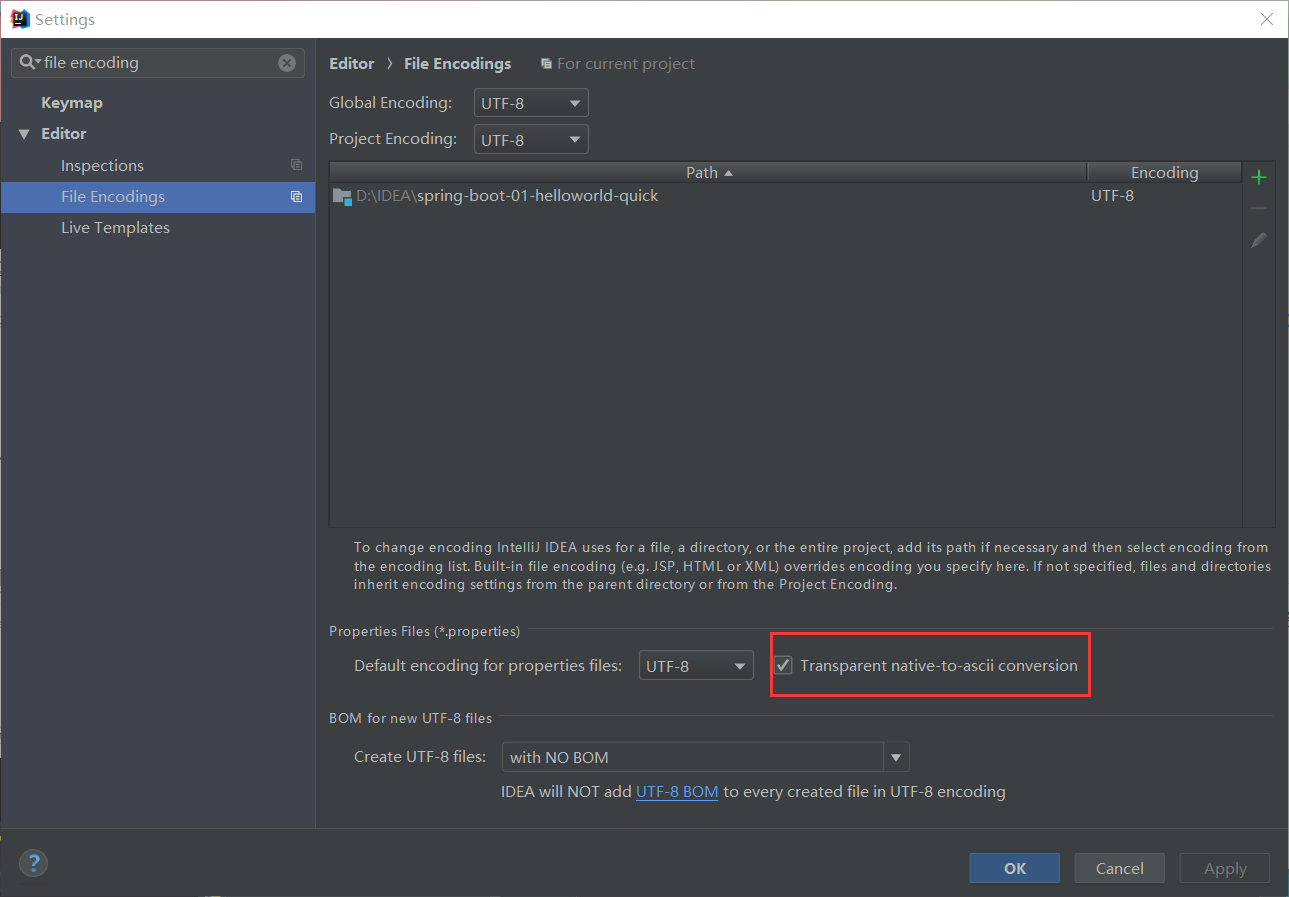 IJ
Settings
file encoding
Keymap
Editor
Inspections
File Encodings
Live Templates
Editor › File Encodings For current project
Global Encoding: UTF-8
Project Encoding: UTF-8
Path Encoding
D:\IDEA\spring-boot-01-helloworld-quick UTF-8
To change encoding IntelliJ IDEA uses for a file, a directory, or the entire project, add its path if necessary and then select encoding from
the encoding list. Built-in file encoding (e.g. JSP, HTML or XML) overrides encoding you specify here. If not specified, files and directories
inherit encoding settings from the parent directory or from the Project Encoding.
Properties Files (*.properties)
Default encoding for properties files: UTF-8 Transparent native-to-ascii conversion
BOM for new UTF-8 files
Create UTF-8 files: with NO BOM
IDEA will NOT add UTF-8 BOM to every created file in UTF-8 encoding
?
OK Cancel Apply